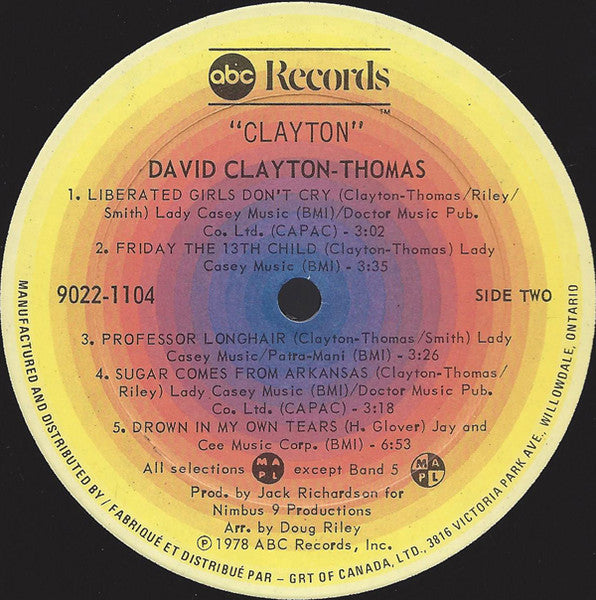 abc Records
TM
"CLAYTON"
DAVID CLAYTON-THOMAS
1. LIBERATED GIRLS DON'T CRY (Clayton-Thomas/Riley/
Smith) Lady Casey Music (BMI)/Doctor Music Pub.
Co. Ltd. (CAPAC) - 3:02
2. FRIDAY THE 13TH CHILD (Clayton-Thomas) Lady
Casey Music (BMI) - 3:35
9022-1104
SIDE TWO
3. PROFESSOR LONGHAIR (Clayton-Thomas/Smith) Lady
Casey Music/Patra-Mani (BMI) - 3:26
4. SUGAR COMES FROM ARKANSAS (Clayton-Thomas/
Riley) Lady Casey Music (BMI)/Doctor Music Pub.
Co. Ltd. (CAPAC) - 3:18
5. DROWN IN MY OWN TEARS (H. Glover) Jay and
Cee Music Corp. (BMI) - 6:53
All selections MAPL except Band 5 MAPL
Prod. by Jack Richardson for
Nimbus 9 Productions
Arr. by Doug Riley
℗ 1978 ABC Records, Inc.
MANUFACTURED AND DISTRIBUTED BY / FABRIQUÉ ET DISTRIBUÉ PAR - GRT OF CANADA, LTD., 3816 VICTORIA PARK AVE., WILLOWDALE, ONTARIO